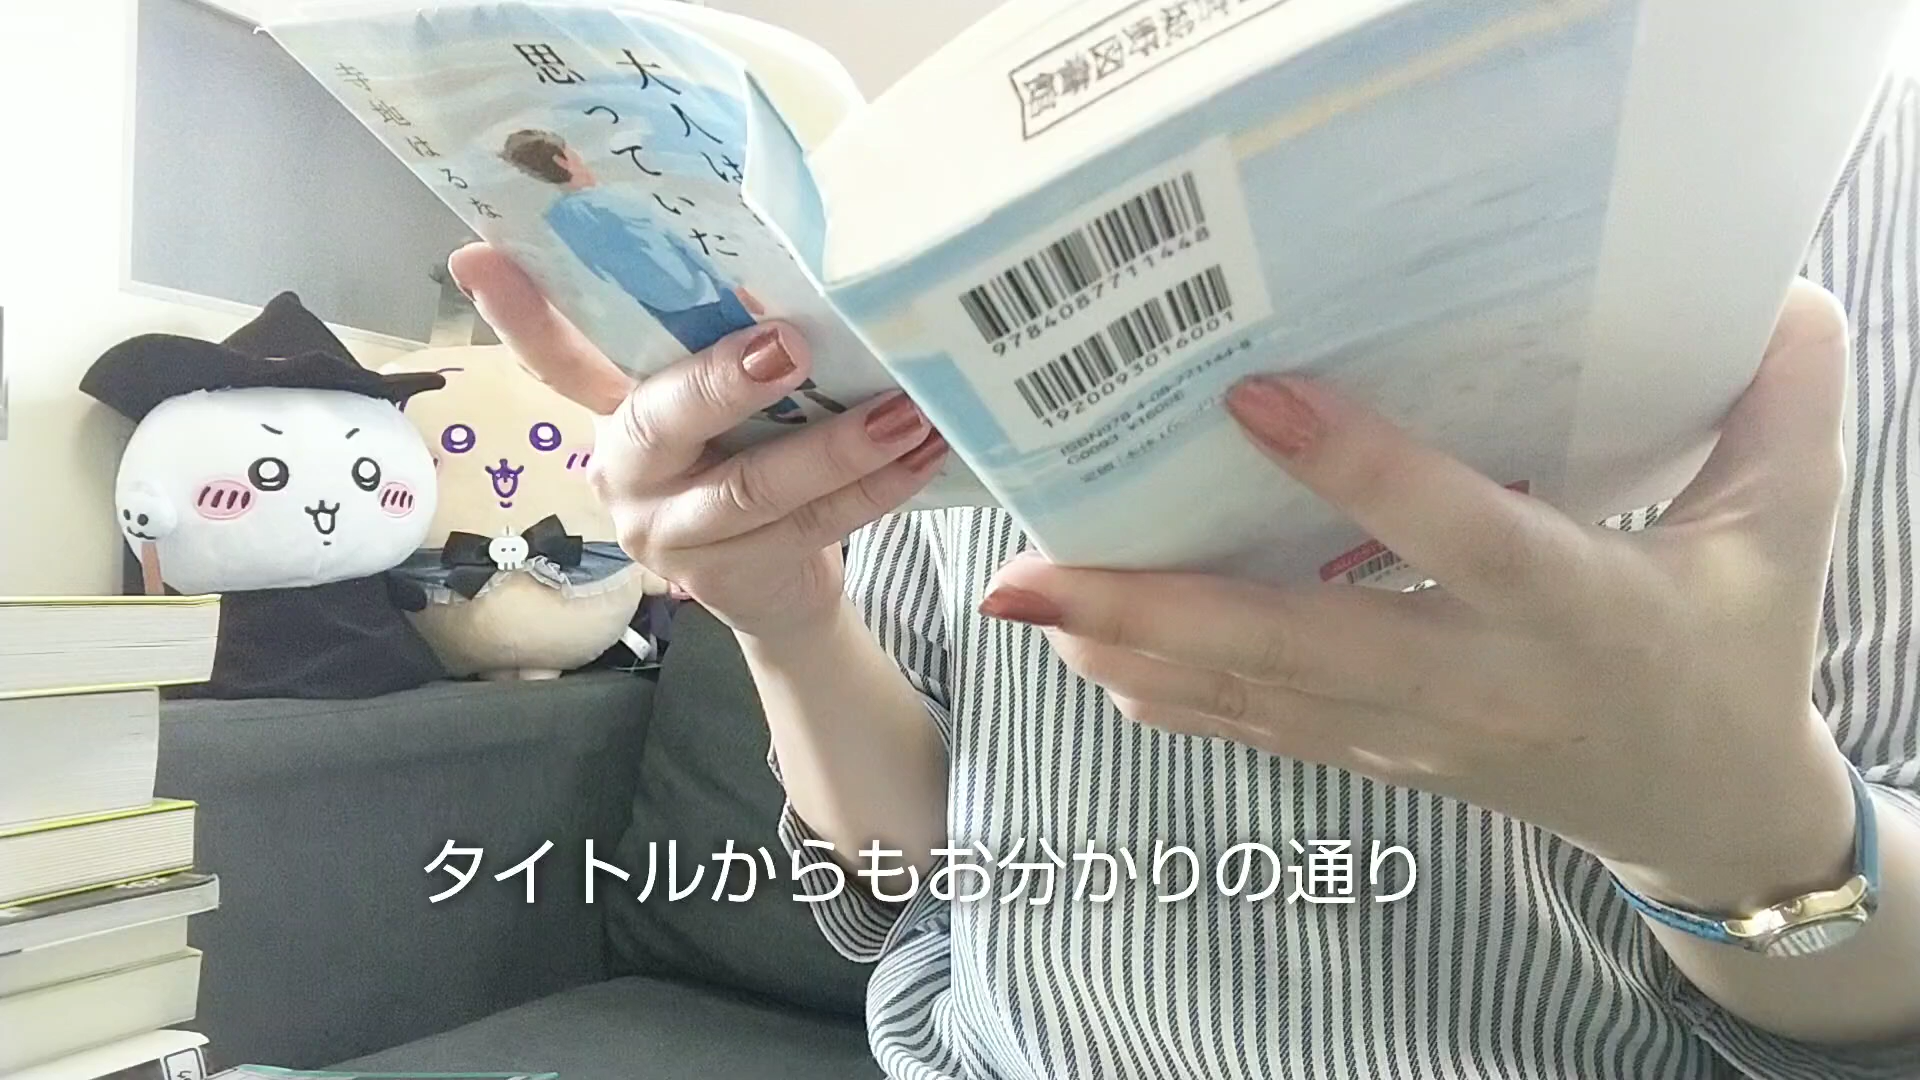 大人は
思っていた
寺地はるな
9784087711448
1920093016001
ISBN978-4-08-771144-8
C0093 ¥1600E
タイトルからもお分かりの通り